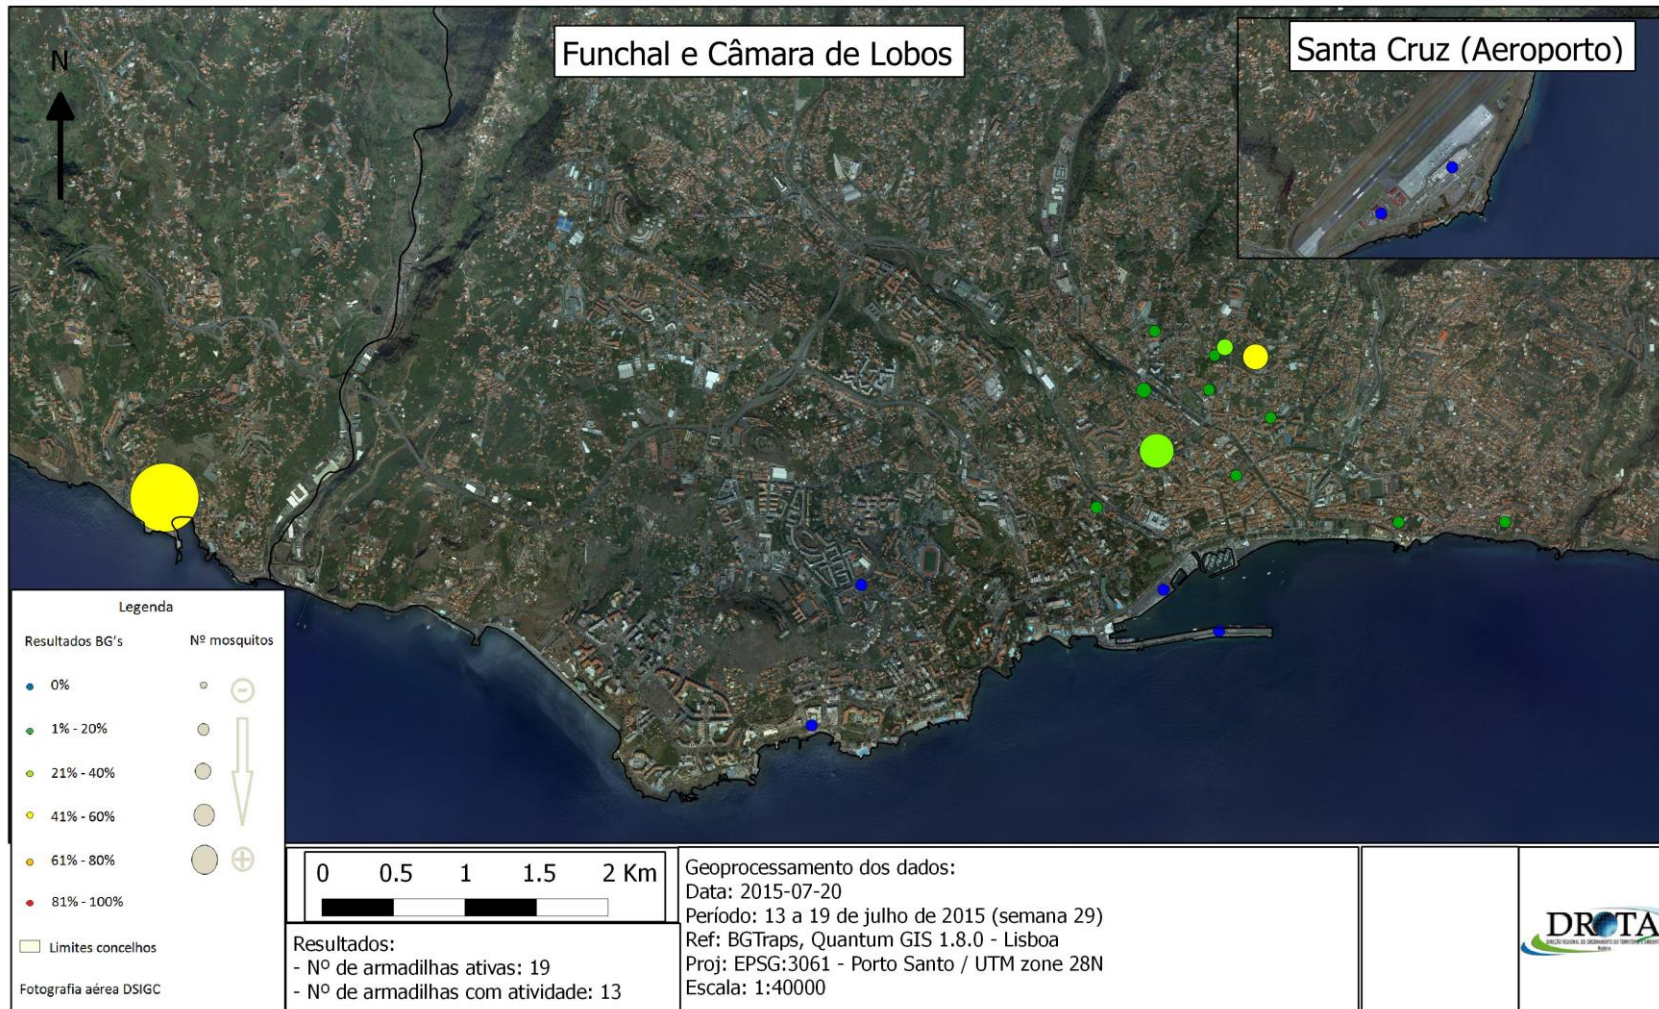 Funchal e Câmara de Lobos
Santa Cruz (Aeroporto)
N
Legenda
Resultados BG's Nº mosquitos
0%
1% - 20%
21% - 40%
41% - 60%
61% - 80%
81% - 100%
Limites concelhos
Fotografia aérea DSIGC
0 0.5 1 1.5 2 Km
Resultados:
- Nº de armadilhas ativas: 19
- Nº de armadilhas com atividade: 13
Geoprocessamento dos dados:
Data: 2015-07-20
Período: 13 a 19 de julho de 2015 (semana 29)
Ref: BGTraps, Quantum GIS 1.8.0 - Lisboa
Proj: EPSG:3061 - Porto Santo / UTM zone 28N
Escala: 1:40000
DROTA